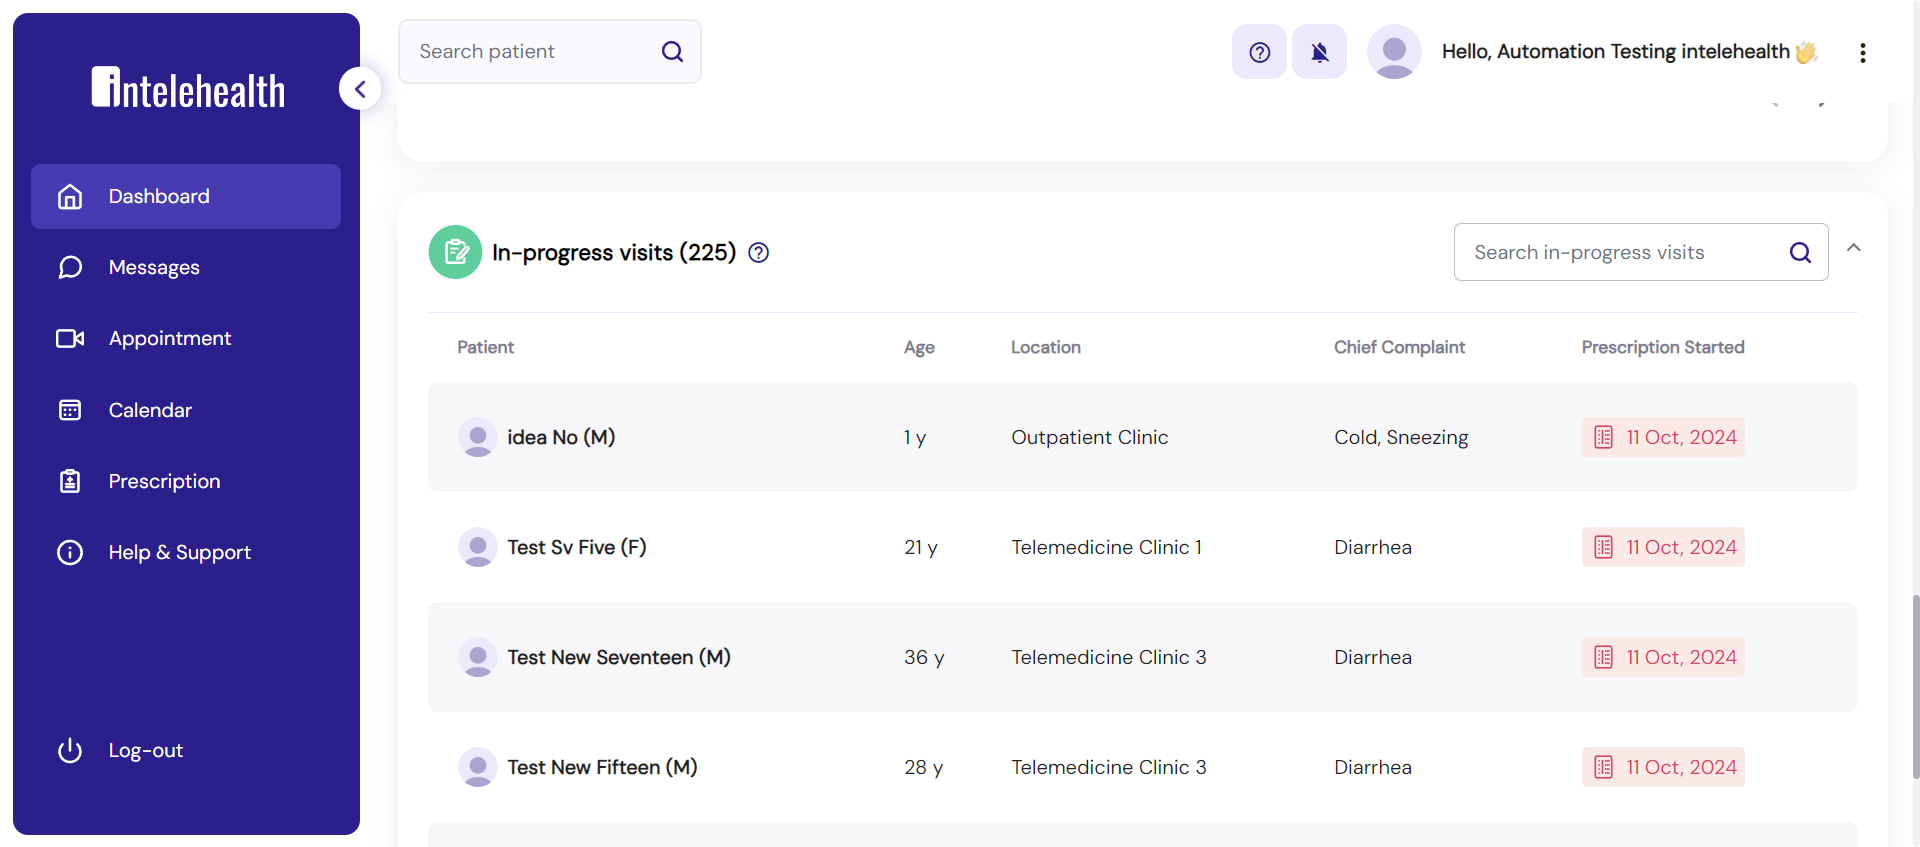 intelehealth
Search patient
Hello, Automation Testing intelehealth 👋
Dashboard
Messages
Appointment
Calendar
Prescription
Help & Support
Log-out
In-progress visits (225)
Search in-progress visits
Patient Age Location Chief Complaint Prescription Started
idea No (M) 1 y Outpatient Clinic Cold, Sneezing 11 Oct, 2024
Test Sv Five (F) 21 y Telemedicine Clinic 1 Diarrhea 11 Oct, 2024
Test New Seventeen (M) 36 y Telemedicine Clinic 3 Diarrhea 11 Oct, 2024
Test New Fifteen (M) 28 y Telemedicine Clinic 3 Diarrhea 11 Oct, 2024